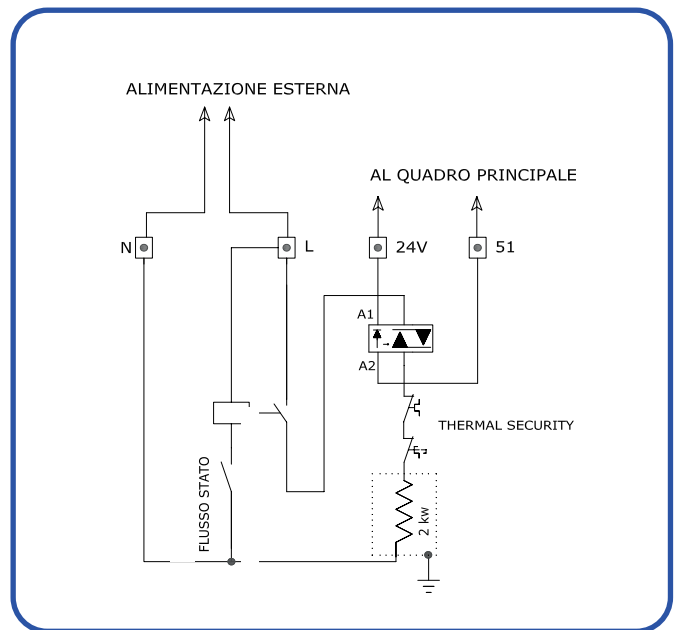 ALIMENTAZIONE ESTERNA
AL QUADRO PRINCIPALE
N
L
24V
51
A1
A2
THERMAL SECURITY
FLUSSO STATO
2 kw